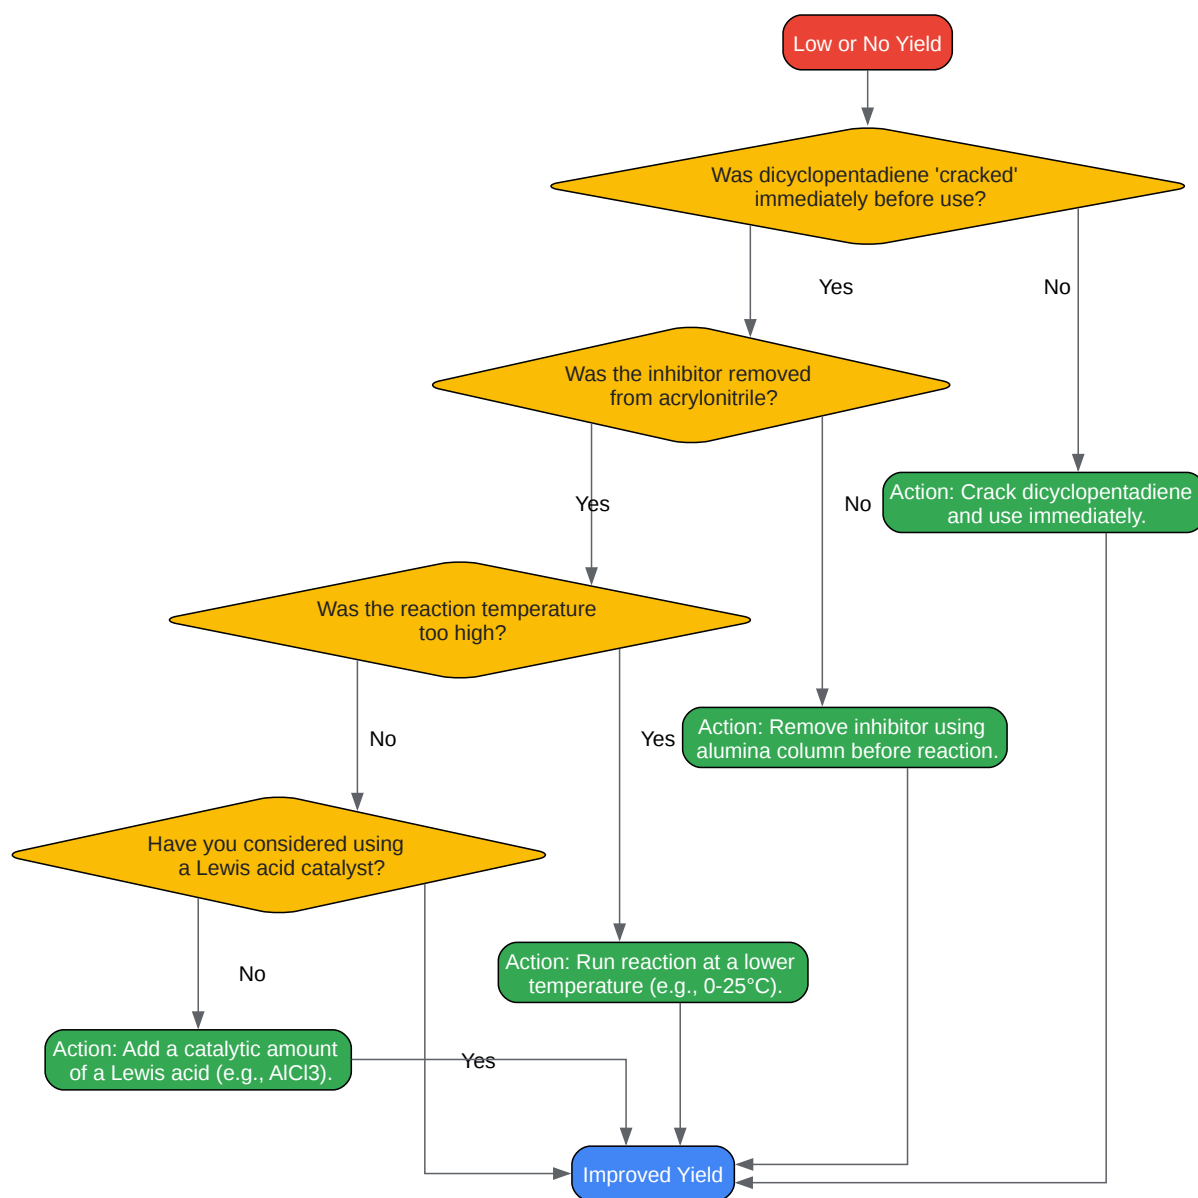 Low or No Yield
Was dicyclopentadiene 'cracked'
immediately before use?
Yes
No
Was the inhibitor removed
from acrylonitrile?
Yes
No
Action: Crack dicyclopentadiene
and use immediately.
Was the reaction temperature
too high?
No
Yes
Action: Remove inhibitor using
alumina column before reaction.
Have you considered using
a Lewis acid catalyst?
No
Yes
Action: Run reaction at a lower
temperature (e.g., 0-25°C).
Action: Add a catalytic amount
of a Lewis acid (e.g., AlCl3).
Improved Yield